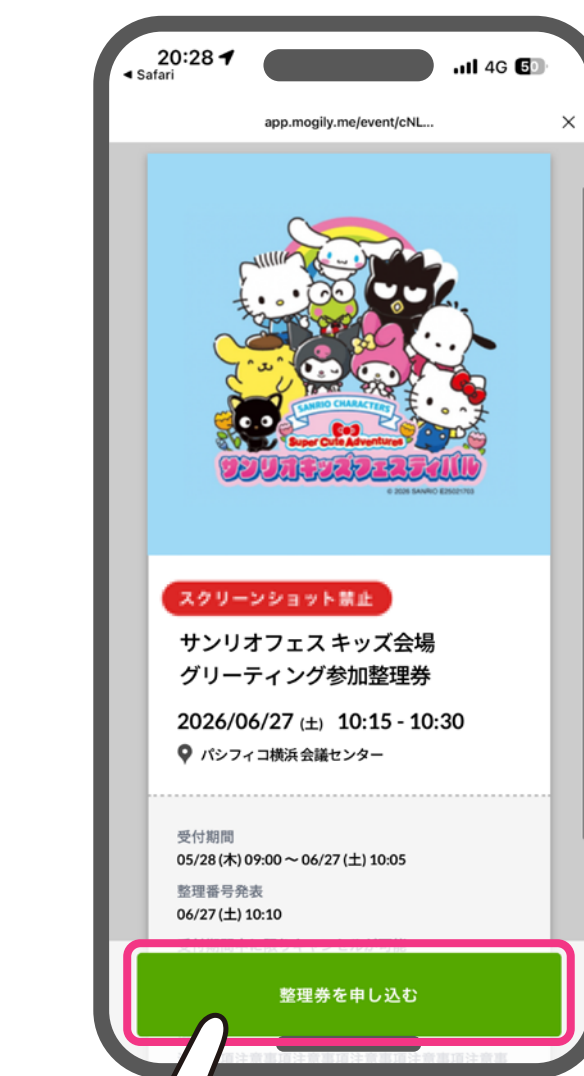 20:28
Safari
4G 50
app.mogily.me/event/cNL...
SANRIO CHARACTERS
Super Cute Adventures
サンリオキッズフェスティバル
スクリーンショット禁止
サンリオフェス キッズ会場
グリーティング参加整理券
2026/06/27 (土) 10:15 - 10:30
パシフィコ横浜 会議センター
受付期間
05/28 (木) 09:00 〜 06/27 (土) 10:05
整理番号発表
06/27 (土) 10:10
整理券を申し込む